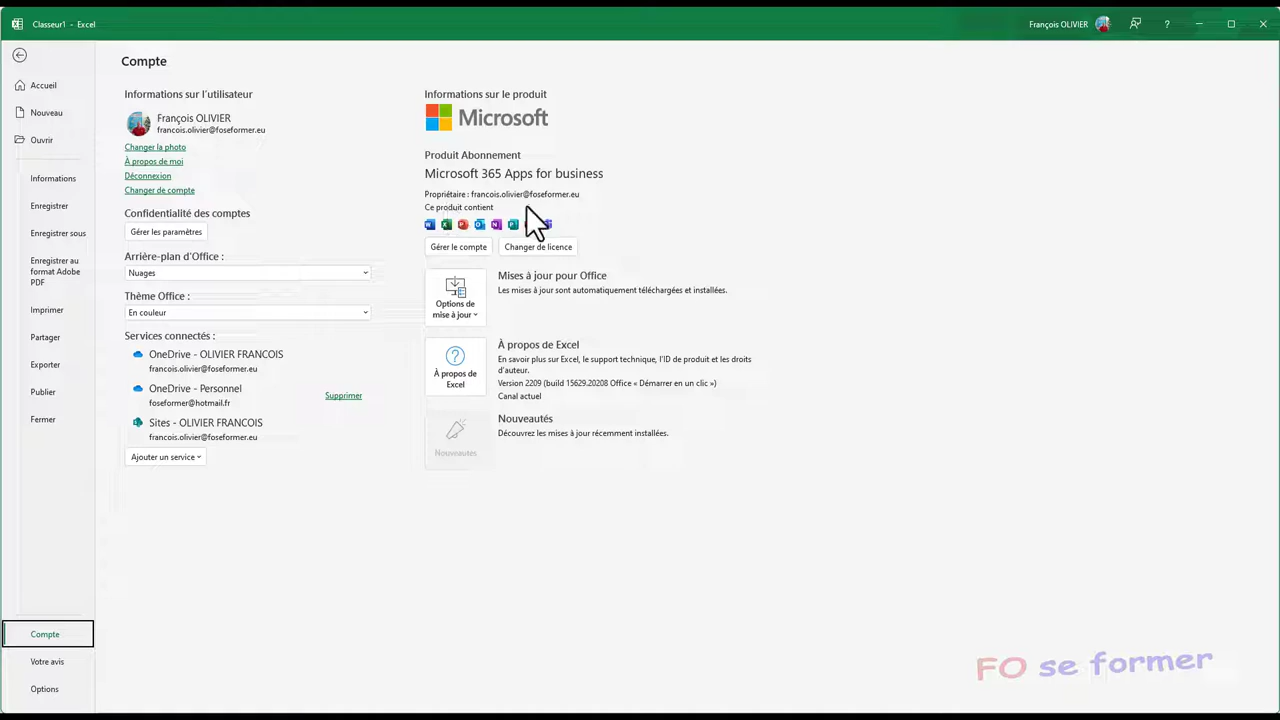 Classeur1 - Excel
François OLIVIER
?
Accueil
Nouveau
Ouvrir
Informations
Enregistrer
Enregistrer sous
Enregistrer au
format Adobe
PDF
Imprimer
Partager
Exporter
Publier
Fermer
Compte
Votre avis
Options
Compte
Informations sur l'utilisateur
François OLIVIER
francois.olivier@foseformer.eu
Changer la photo
À propos de moi
Déconnexion
Changer de compte
Confidentialité des comptes
Gérer les paramètres
Arrière-plan d'Office :
Nuages
Thème Office :
En couleur
Services connectés :
OneDrive - OLIVIER FRANCOIS
francois.olivier@foseformer.eu
OneDrive - Personnel
foseformer@hotmail.fr
Supprimer
Sites - OLIVIER FRANCOIS
francois.olivier@foseformer.eu
Ajouter un service
Informations sur le produit
Microsoft
Produit Abonnement
Microsoft 365 Apps for business
Propriétaire : francois.olivier@foseformer.eu
Ce produit contient
Gérer le compte
Changer de licence
Options de
mise à jour
Mises à jour pour Office
Les mises à jour sont automatiquement téléchargées et installées.
À propos de
Excel
À propos de Excel
En savoir plus sur Excel, le support technique, l'ID de produit et les droits
d'auteur.
Version 2209 (build 15629.20208 Office « Démarrer en un clic »)
Canal actuel
Nouveautés
Nouveautés
Découvrez les mises à jour récemment installées.
FO se former